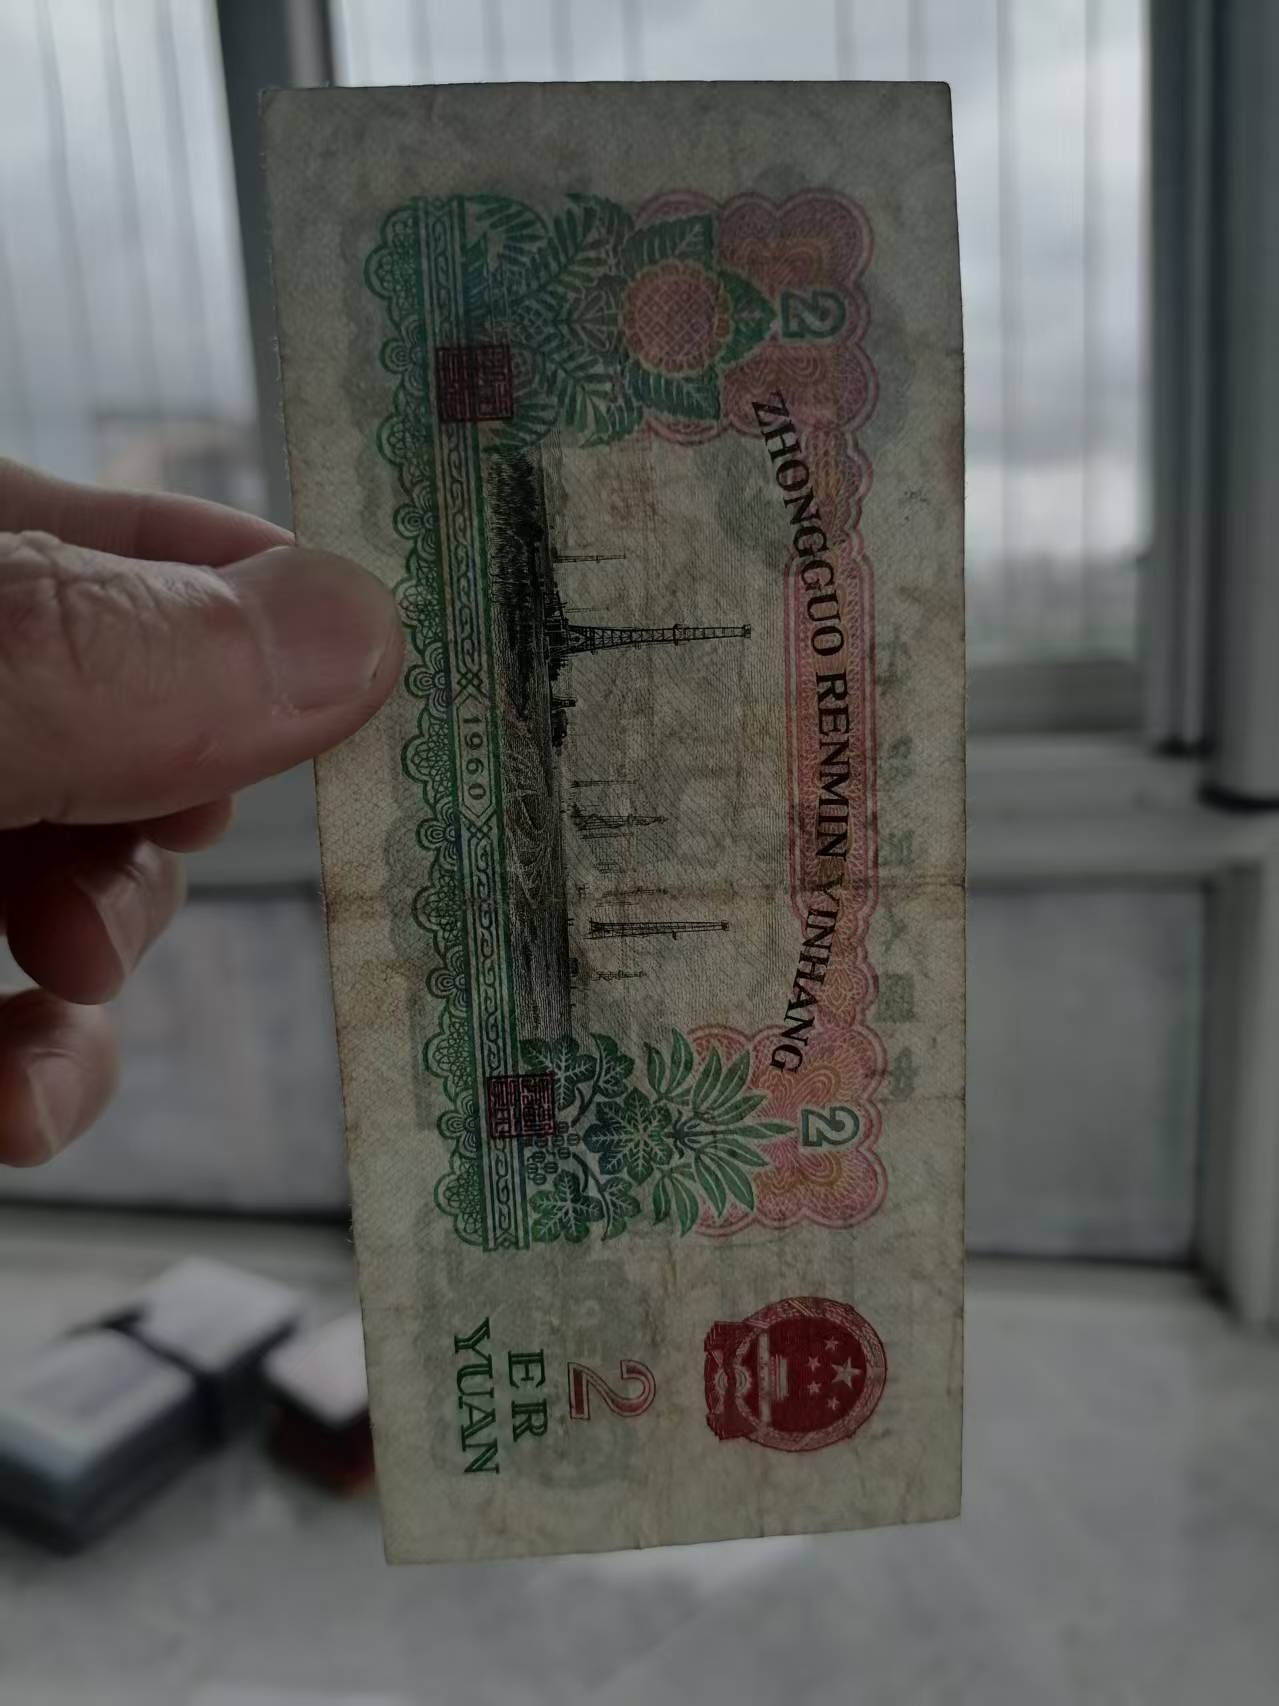 ZHONGGUO RENMIN YINHANG
2
2
1960
2
ER
YUAN